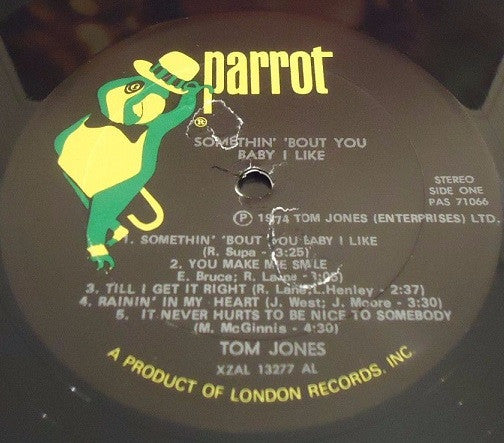 parrot
®
SOMETHIN' 'BOUT YOU
BABY I LIKE
STEREO
SIDE ONE
PAS 71066
Ⓟ 1974 TOM JONES (ENTERPRISES) LTD.
1. SOMETHIN' 'BOUT YOU BABY I LIKE
(R. Supa - 3:25)
2. YOU MAKE ME SMILE
E. Bruce; R. Laine -
3. TILL I GET IT RIGHT (R. Lane, L. Henley - 2:37)
4. RAININ' IN MY HEART (J. West; J. Moore - 3:30)
5. IT NEVER HURTS TO BE NICE TO SOMEBODY
(M. McGinnis - 4:30)
TOM JONES
XZAL 13277 AL
A PRODUCT OF LONDON RECORDS, INC.